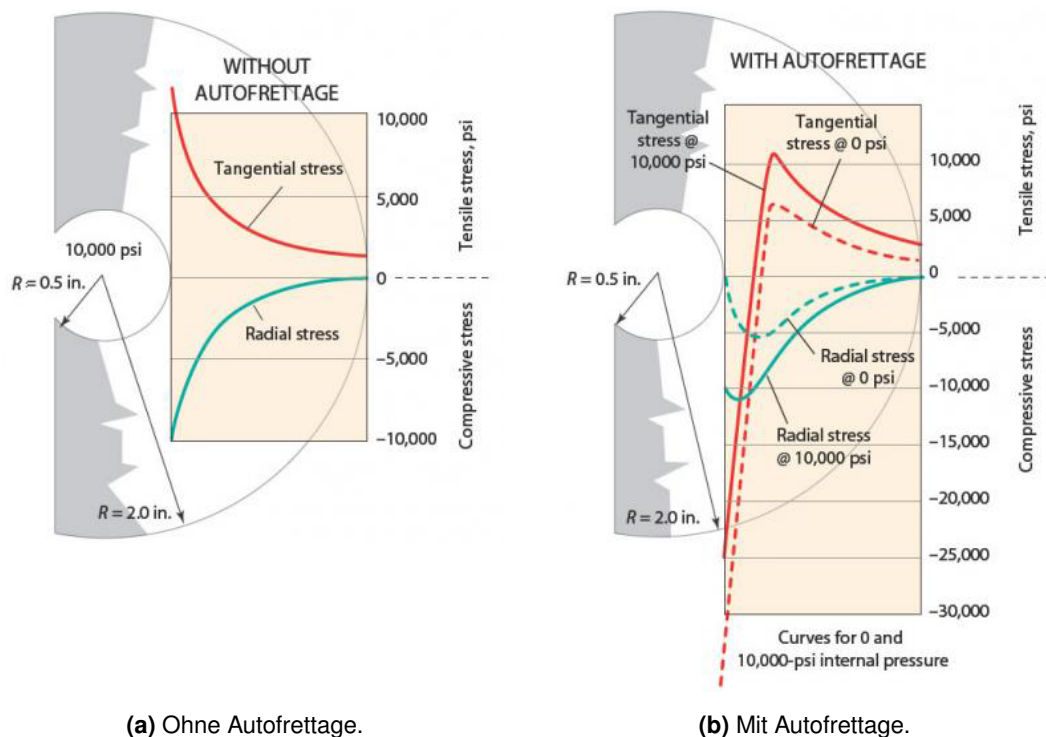 WITHOUT
AUTOFRETTAGE
10,000
5,000
0
–5,000
–10,000
Tensile stress, psi
Compressive stress
Tangential stress
Radial stress
10,000 psi
R = 0.5 in.
R = 2.0 in.
(a) Ohne Autofrettage.
WITH AUTOFRETTAGE
Tangential
stress @
10,000
psi
Tangential
stress @ 0 psi
10,000
5,000
0
–5,000
–10,000
–15,000
–20,000
–25,000
–30,000
Tensile stress, psi
Compressive stress
R = 0.5 in.
Radial stress
@ 0 psi
Radial stress
@ 10,000 psi
R = 2.0 in.
Curves for 0 and
10,000-psi internal pressure
(b) Mit Autofrettage.